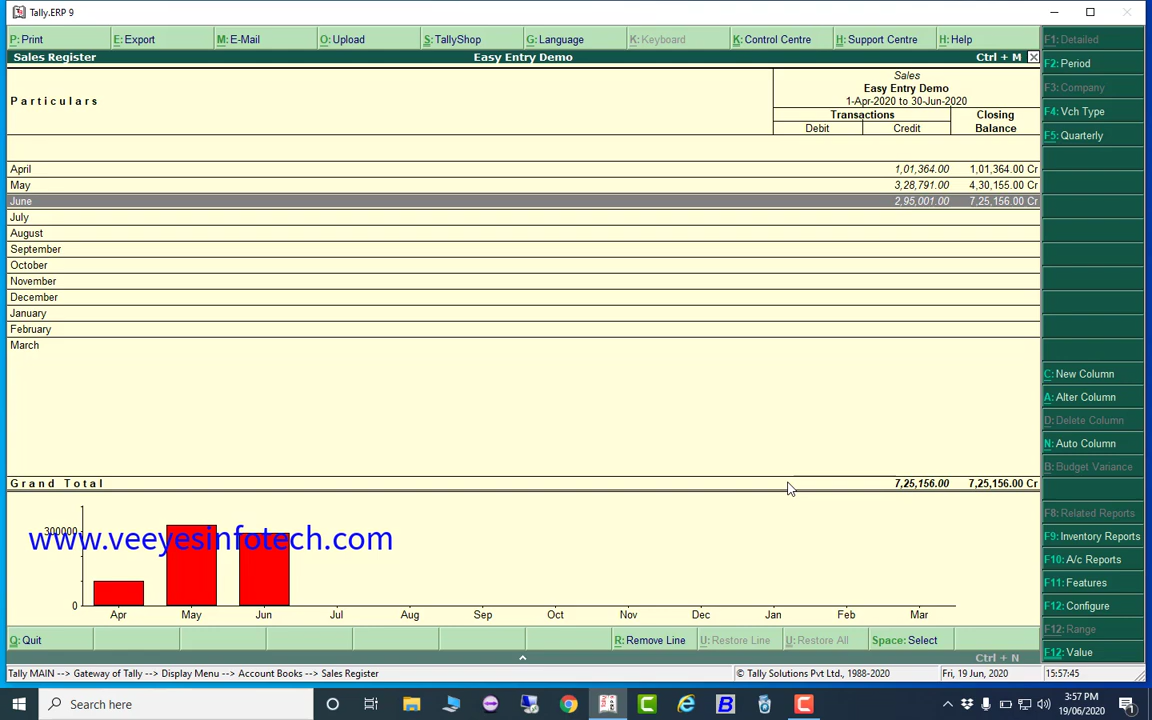 Tally.ERP 9
P: Print E: Export M: E-Mail O: Upload S: TallyShop G: Language K: Keyboard K: Control Centre H: Support Centre H: Help
Sales Register Easy Entry Demo Ctrl + M
Particulars
Sales
Easy Entry Demo
1-Apr-2020 to 30-Jun-2020
Transactions Closing
Debit Credit Balance
April 1,01,364.00 1,01,364.00 Cr
May 3,28,791.00 4,30,155.00 Cr
June 2,95,001.00 7,25,156.00 Cr
July
August
September
October
November
December
January
February
March
Grand Total 7,25,156.00 7,25,156.00 Cr
300000
0
Apr May Jun Jul Aug Sep Oct Nov Dec Jan Feb Mar
www.veeyesinfotech.com
F1: Detailed
F2: Period
F3: Company
F4: Vch Type
F5: Quarterly
C: New Column
A: Alter Column
D: Delete Column
N: Auto Column
B: Budget Variance
F8: Related Reports
F9: Inventory Reports
F10: A/c Reports
F11: Features
F12: Configure
F12: Range
F12: Value
Q: Quit R: Remove Line U: Restore Line U: Restore All Space: Select
Ctrl + N
Tally MAIN --> Gateway of Tally --> Display Menu --> Account Books --> Sales Register © Tally Solutions Pvt Ltd., 1988-2020 Fri, 19 Jun, 2020 15:57:45
Search here
3:57 PM
19/06/2020